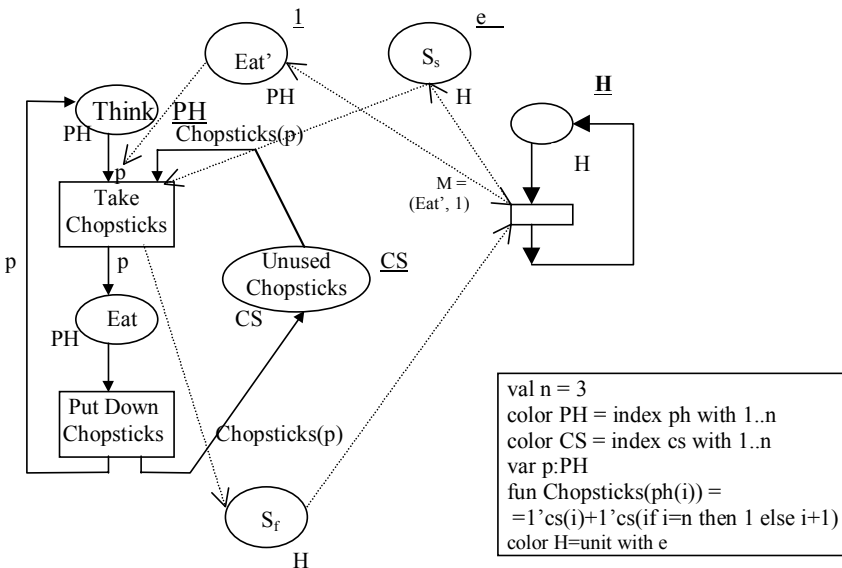 1
e
Eat’
Ss
PH
H
H
Think
PH
PH
Chopsticks(p)
H
p
M =
(Eat’, 1)
Take
Chopsticks
p
p
Unused
Chopsticks
CS
CS
Eat
PH
Put Down
Chopsticks
Chopsticks(p)
Sf
H
val n = 3
color PH = index ph with 1..n
color CS = index cs with 1..n
var p:PH
fun Chopsticks(ph(i)) =
=1’cs(i)+1’cs(if i=n then 1 else i+1)
color H=unit with e